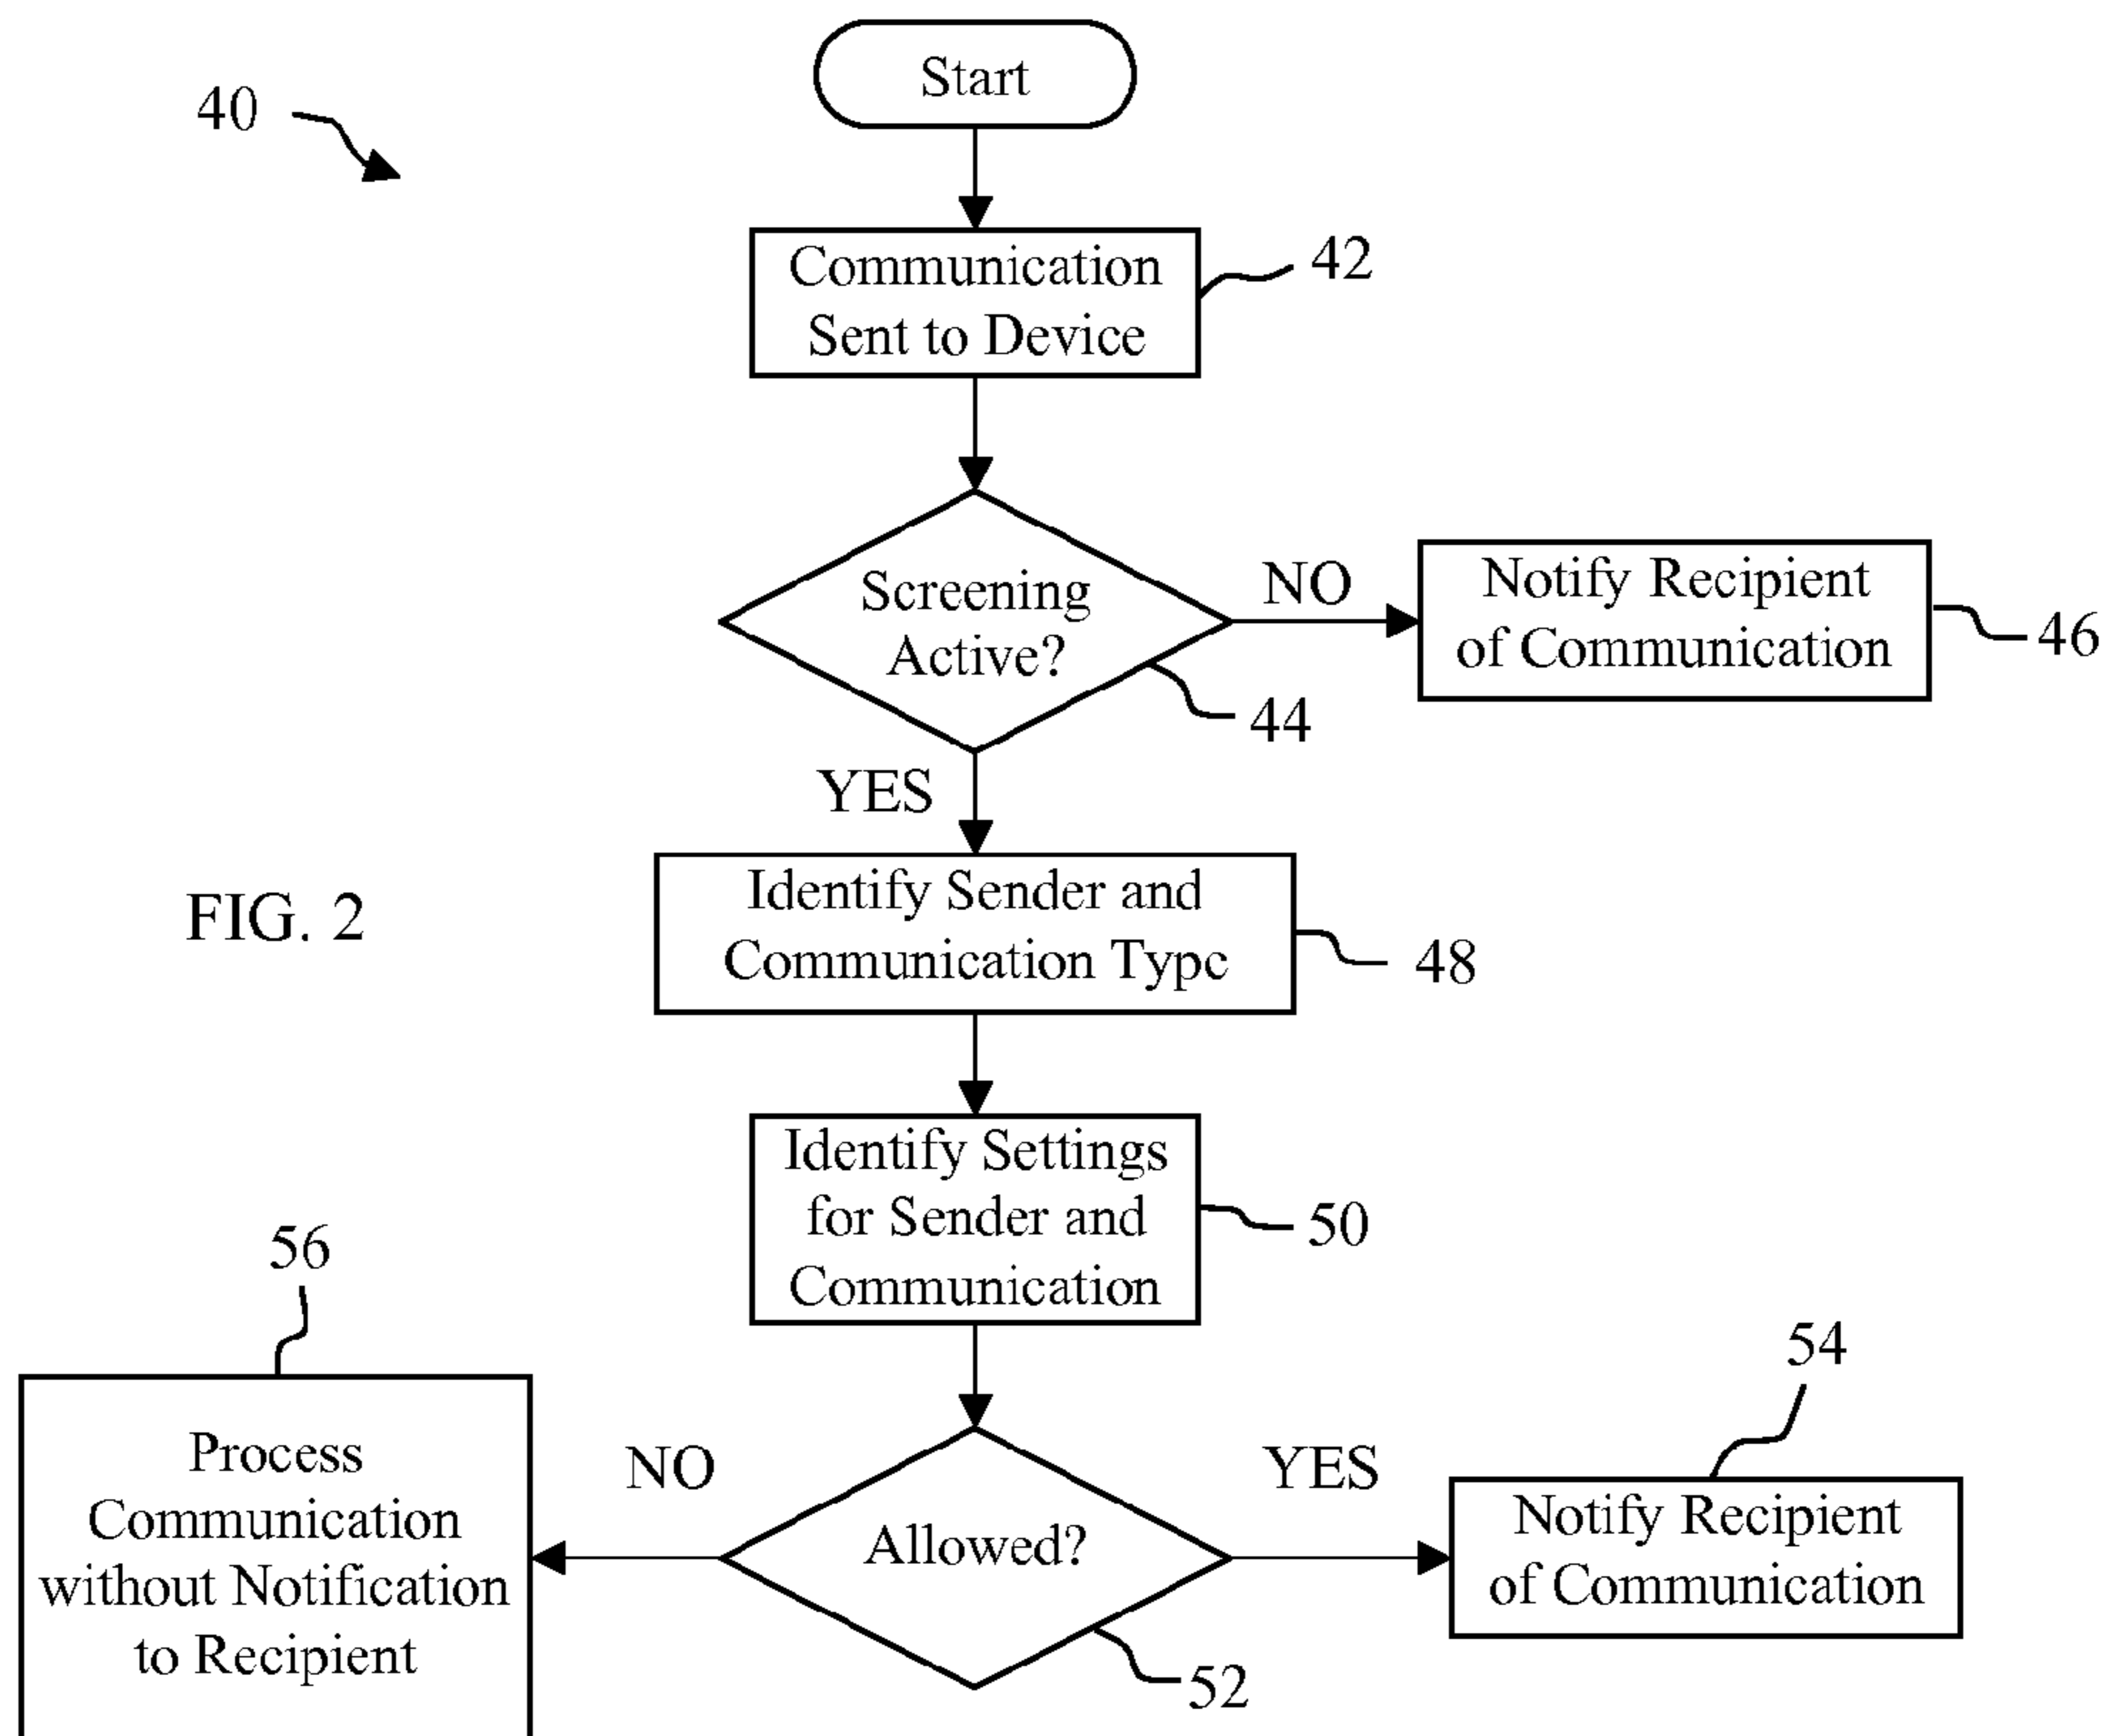 Start
40
Communication
Sent to Device
42
Screening
Active?
NO
Notify Recipient
of Communication
46
44
YES
Identify Sender and
Communication Type
48
FIG. 2
Identify Settings
for Sender and
Communication
50
56
54
Process
Communication
without Notification
to Recipient
NO
Allowed?
YES
Notify Recipient
of Communication
52